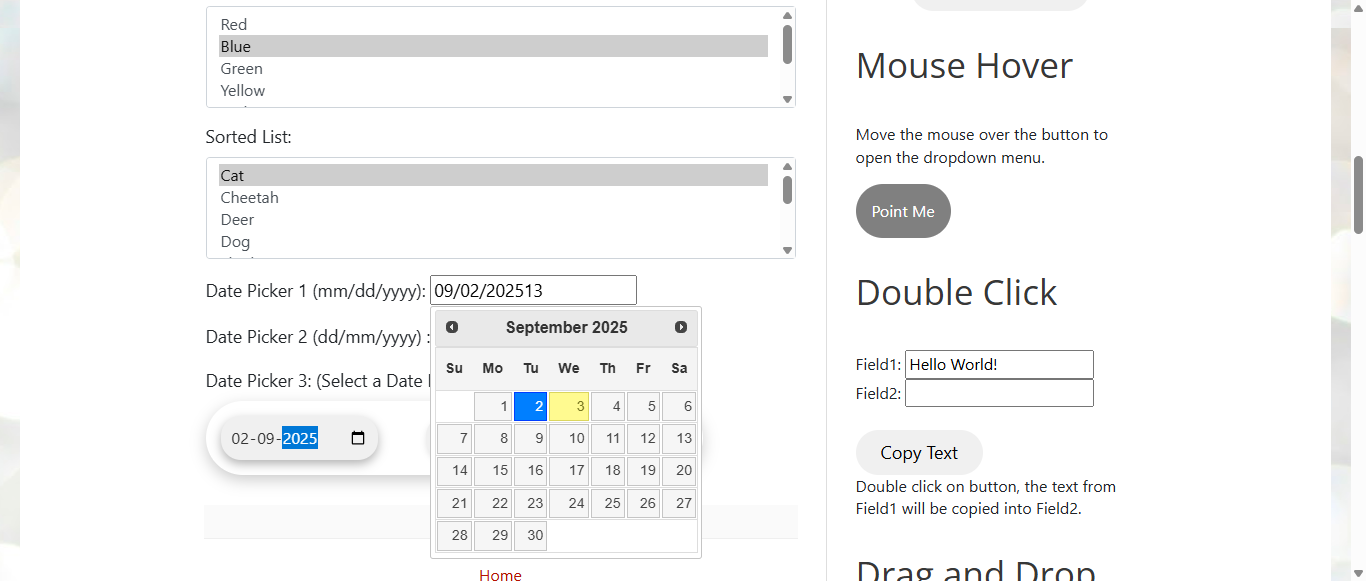 Red
Blue
Green
Yellow
Sorted List:
Cat
Cheetah
Deer
Dog
Date Picker 1 (mm/dd/yyyy): 09/02/202513
Date Picker 2 (dd/mm/yyyy) :
Date Picker 3: (Select a Date
02-09-2025
September 2025
Su Mo Tu We Th Fr Sa
1 2 3 4 5 6
7 8 9 10 11 12 13
14 15 16 17 18 19 20
21 22 23 24 25 26 27
28 29 30
Home
Mouse Hover
Move the mouse over the button to
open the dropdown menu.
Point Me
Double Click
Field1: Hello World!
Field2:
Copy Text
Double click on button, the text from
Field1 will be copied into Field2.
Drag and Drop